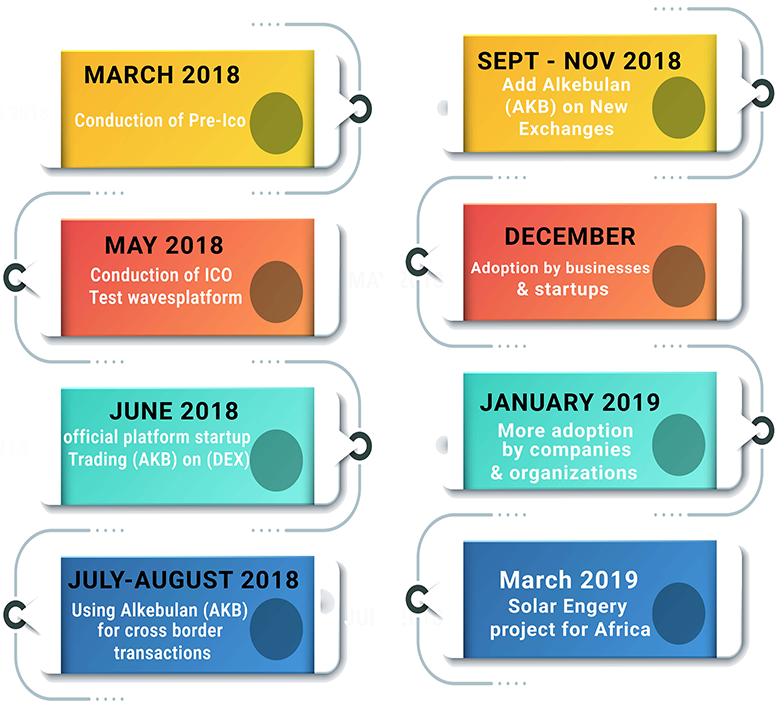 MARCH 2018
Conduction of Pre-Ico
MAY 2018
Conduction of ICO
Test wavesplatform
JUNE 2018
official platform startup
Trading (AKB) on (DEX)
JULY-AUGUST 2018
Using Alkebulan (AKB)
for cross border
transactions
SEPT - NOV 2018
Add Alkebulan
(AKB) on New
Exchanges
DECEMBER
Adoption by businesses
& startups
JANUARY 2019
More adoption
by companies
& organizations
March 2019
Solar Engery
project for Africa